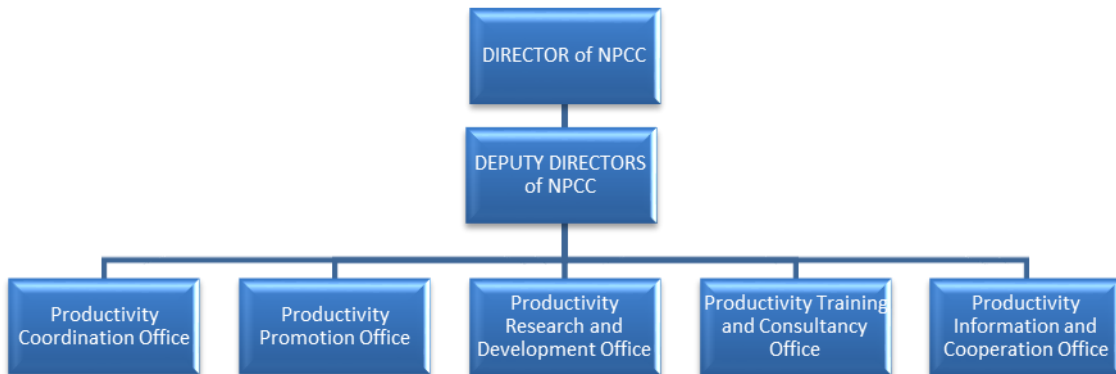 DIRECTOR of NPCC
DEPUTY DIRECTORS
of NPCC
Productivity
Coordination Office
Productivity
Promotion Office
Productivity
Research and
Development Office
Productivity Training
and Consultancy
Office
Productivity
Information and
Cooperation Office